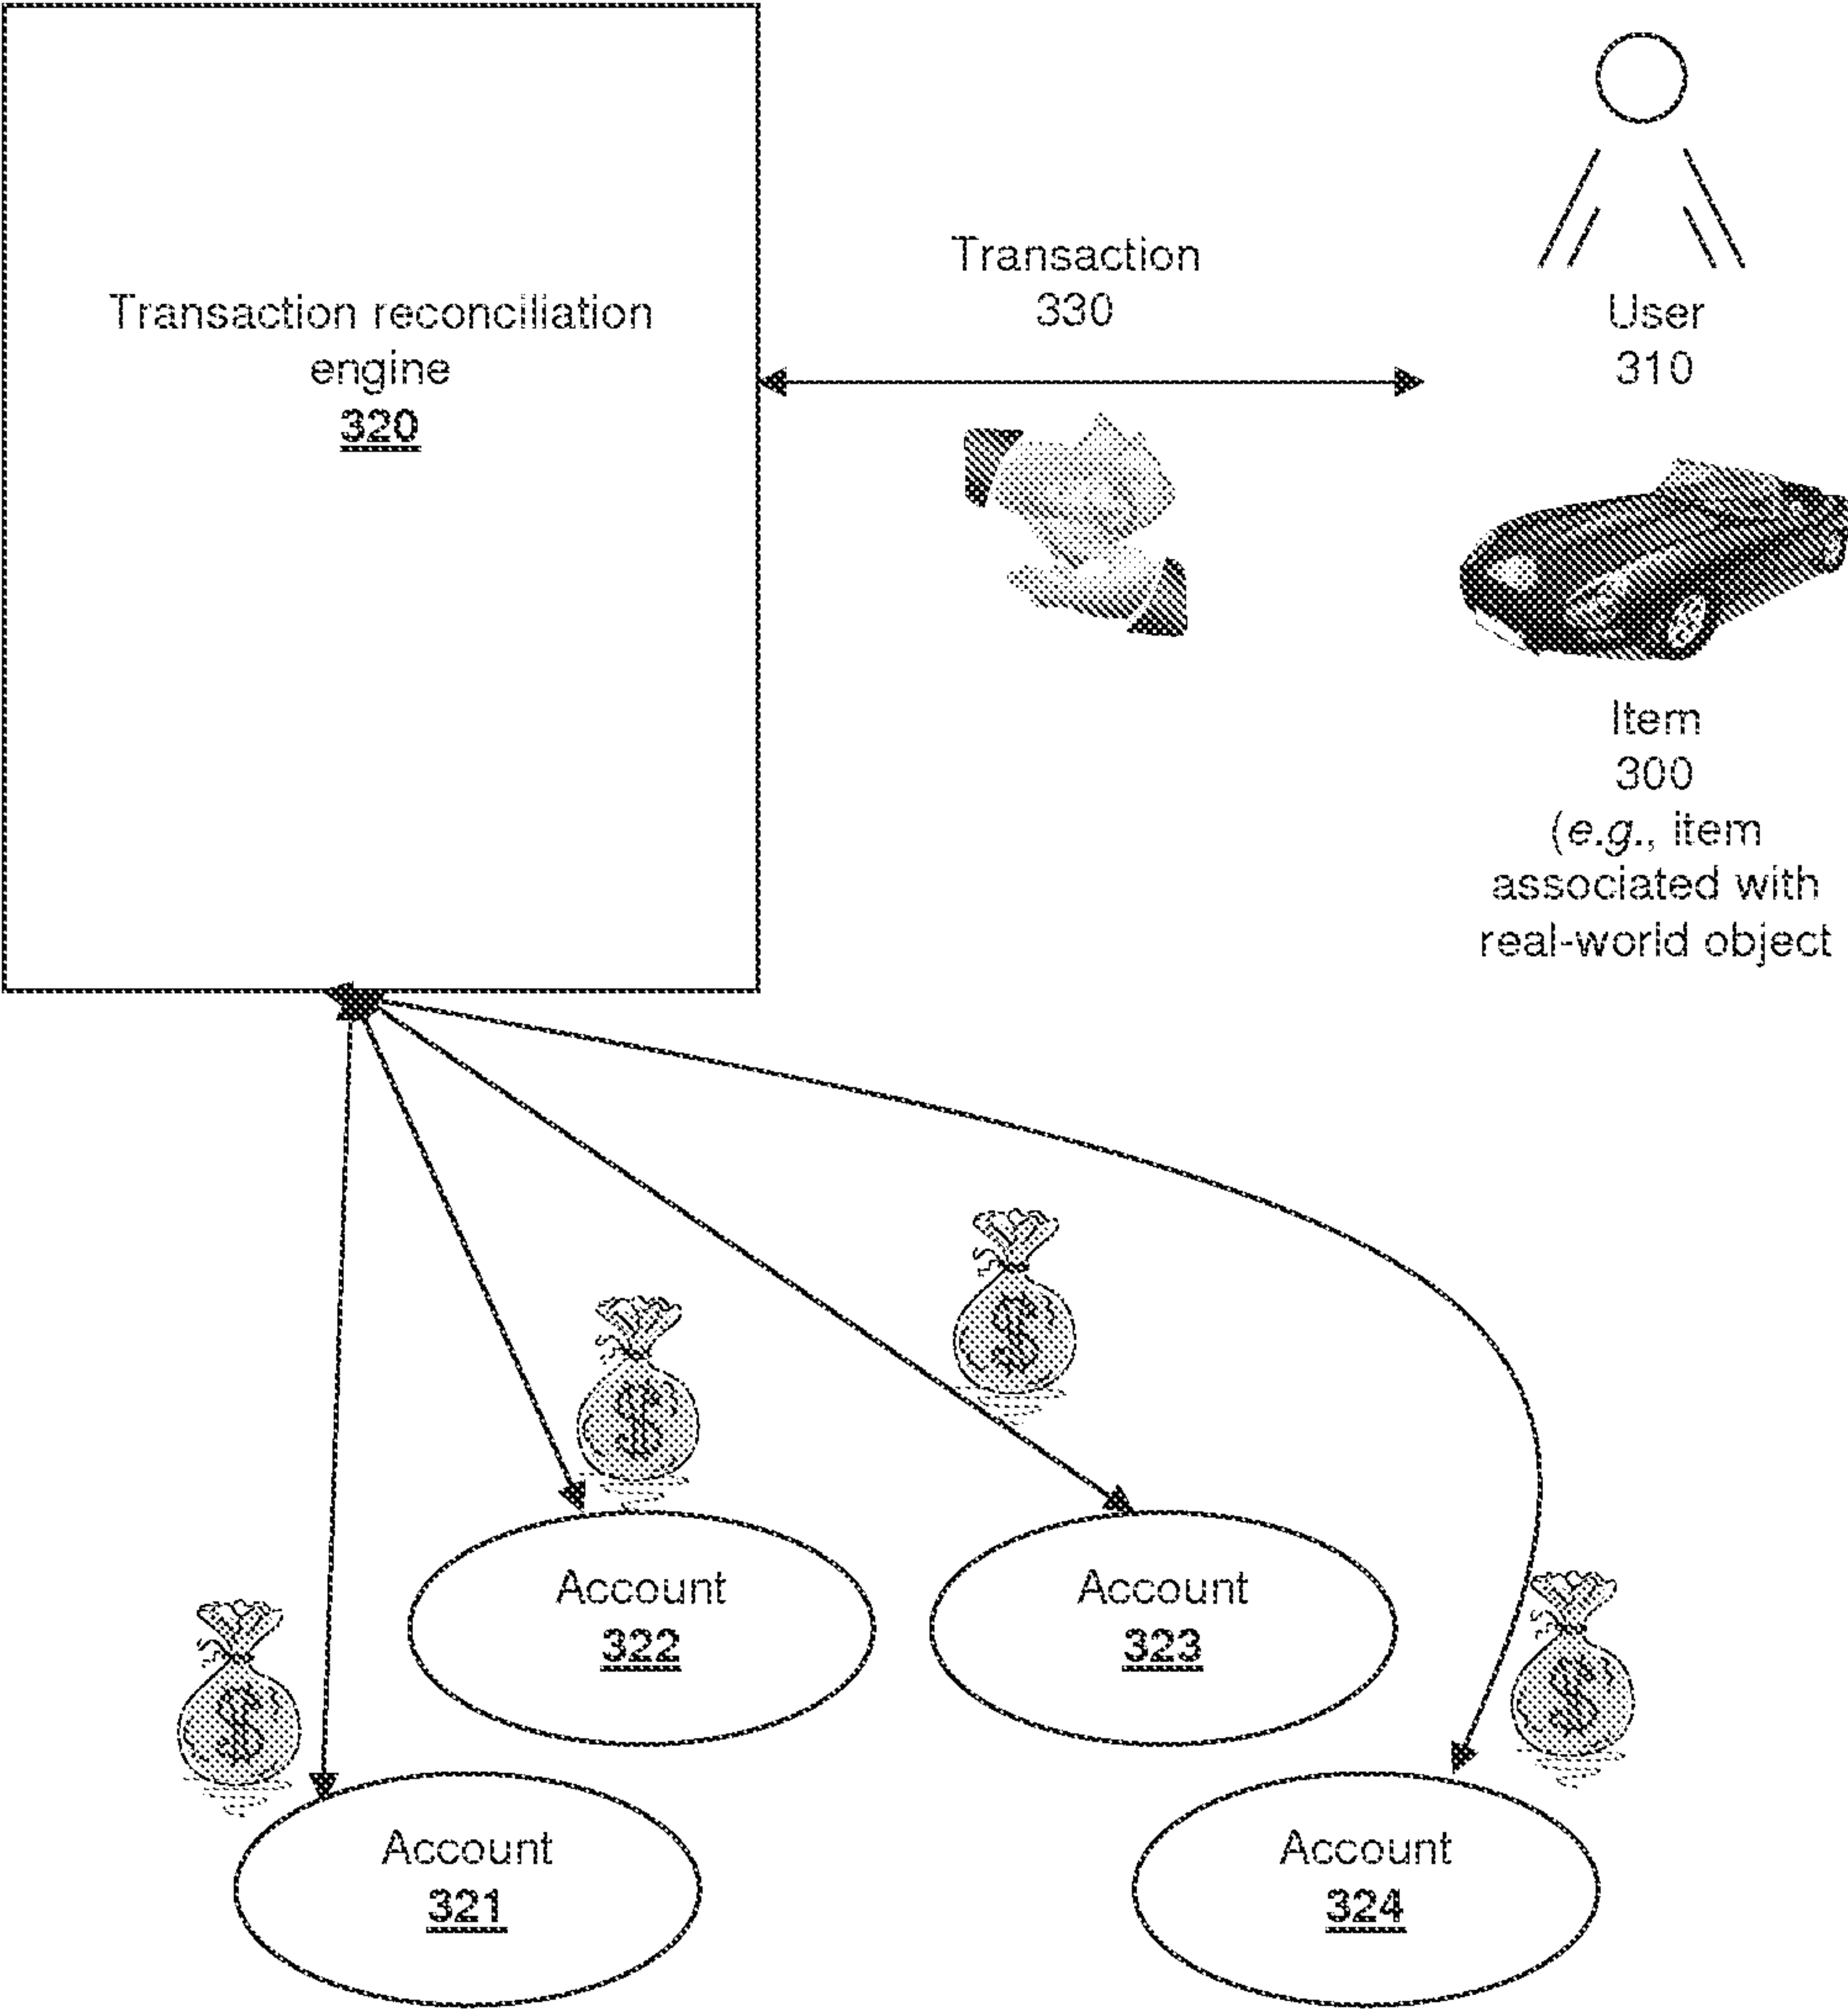 Transaction reconciliation
engine
320
Transaction
330
User
310
Item
300
(e.g., item
associated with
real-world object
$
$
$
$
Account
322
Account
323
Account
321
Account
324